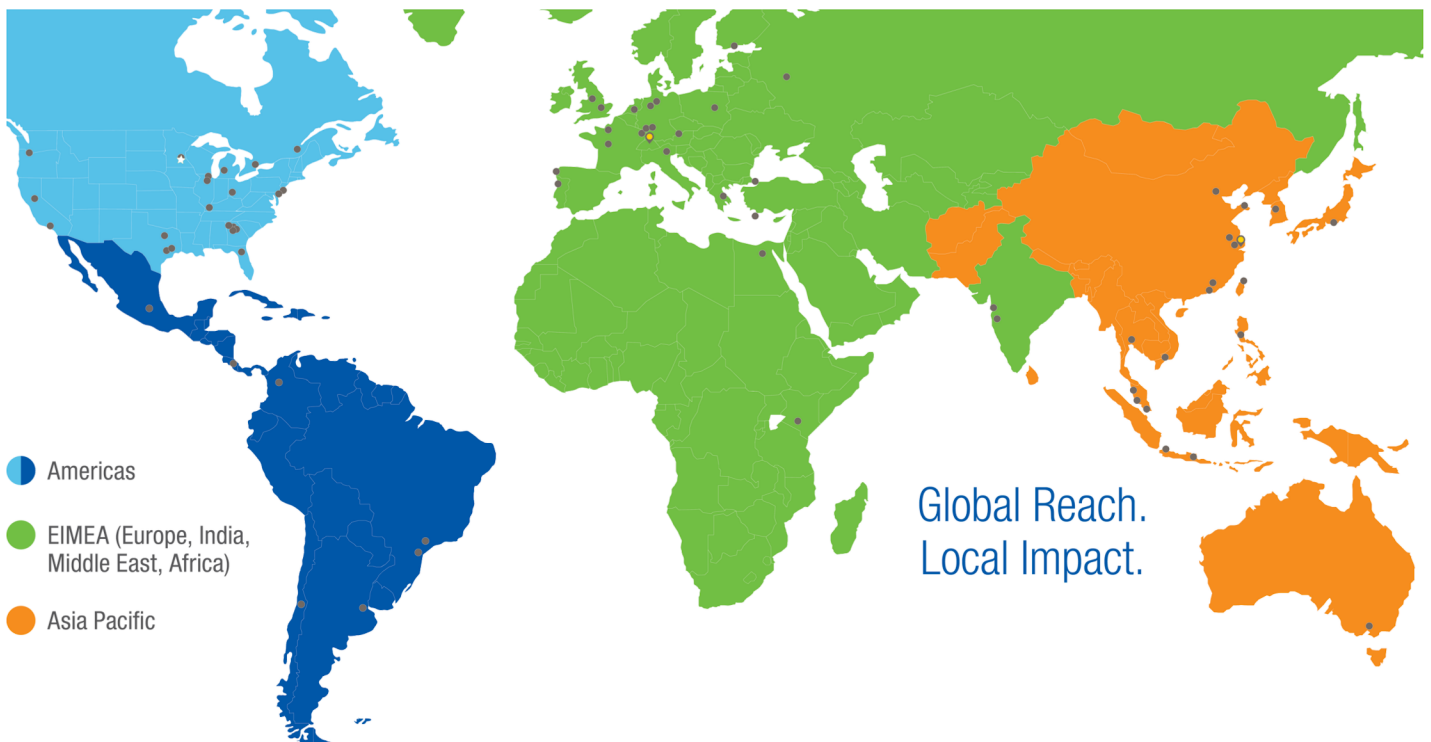 Americas
EIMEA (Europe, India,
Middle East, Africa)
Asia Pacific
Global Reach.
Local Impact.